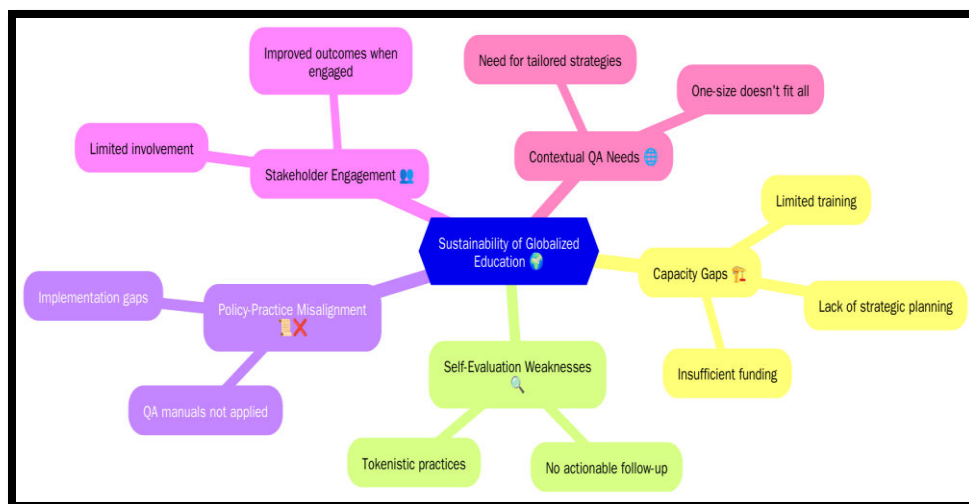 Improved outcomes when
engaged
Limited involvement
Stakeholder Engagement 👥
Need for tailored strategies
One-size doesn't fit all
Contextual QA Needs 🌐
Sustainability of Globalized
Education 🌍
Limited training
Capacity Gaps 🏗️
Lack of strategic planning
Insufficient funding
Implementation gaps
Policy-Practice Misalignment
📜❌
QA manuals not applied
Self-Evaluation Weaknesses
🔍
Tokenistic practices
No actionable follow-up